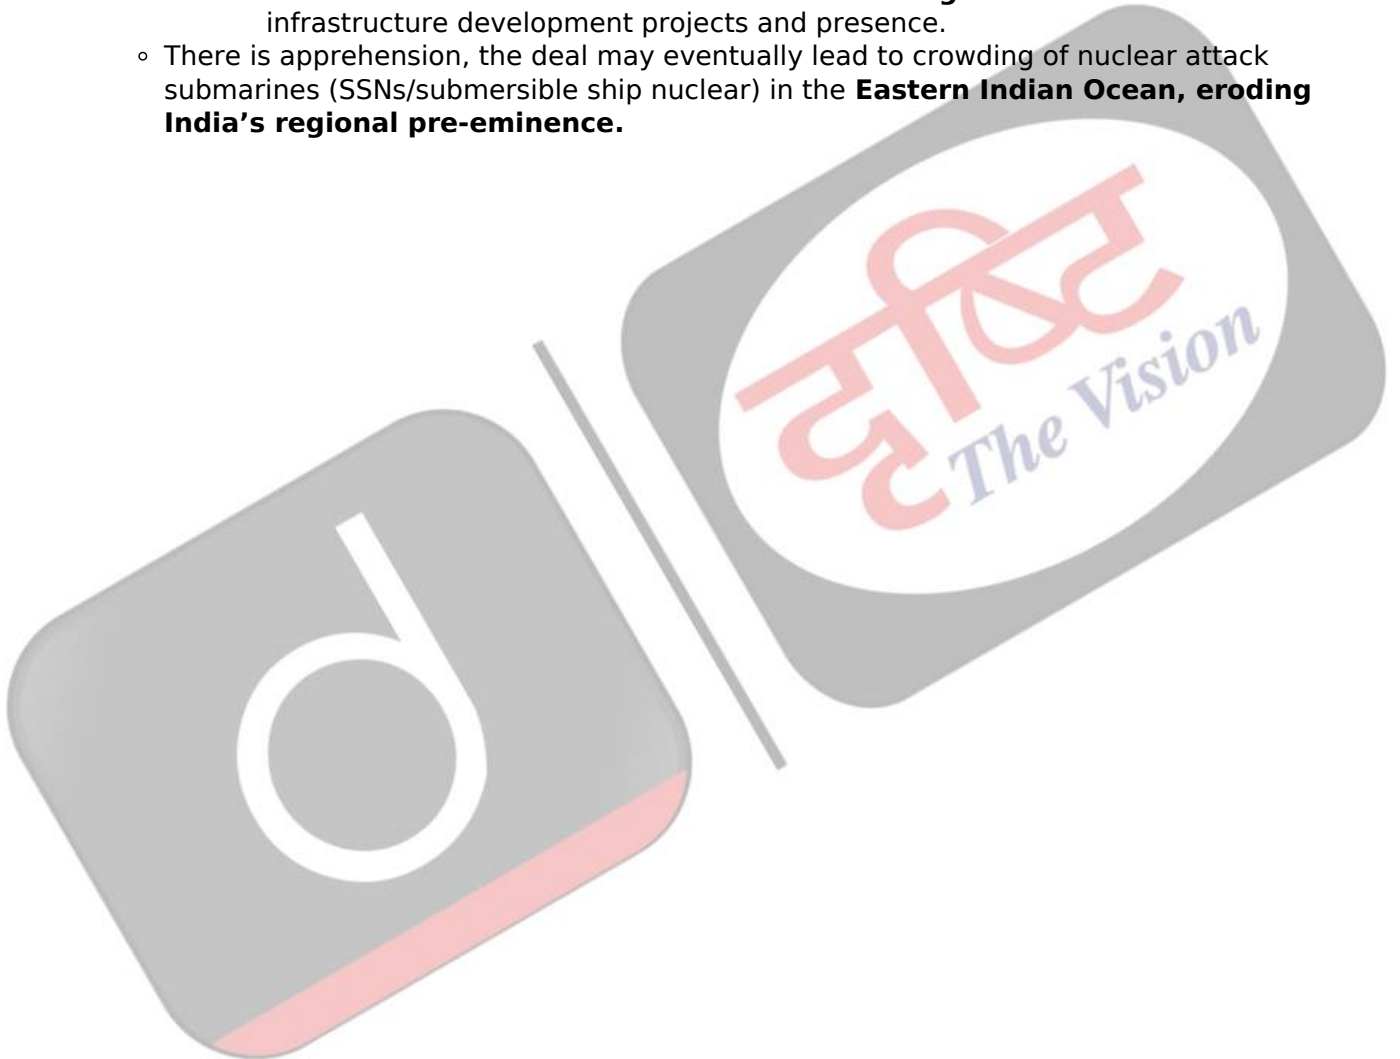 infrastructure development projects and presence.
There is apprehension, the deal may eventually lead to crowding of nuclear attack
submarines (SSNs/submersible ship nuclear) in the Eastern Indian Ocean, eroding
India’s regional pre-eminence.
दृष्टि
The Vision
d